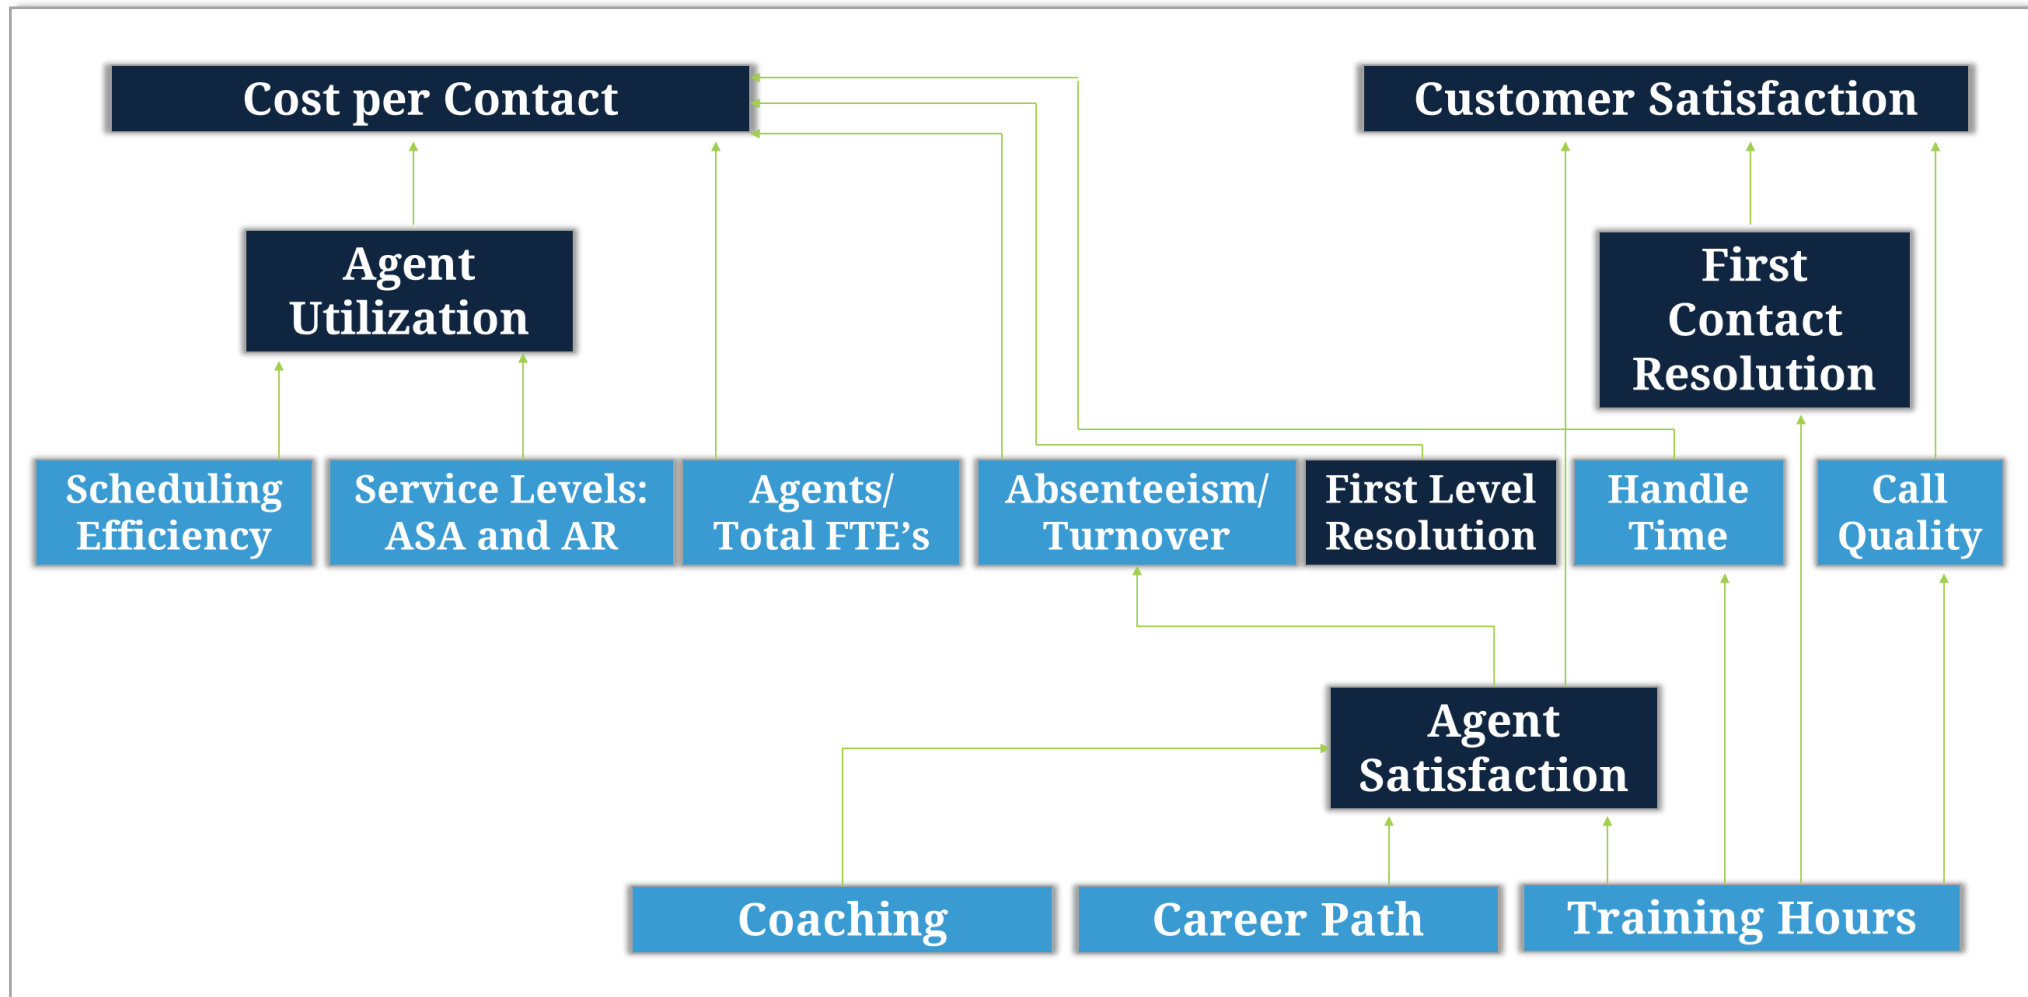 Cost per Contact
Customer Satisfaction
Agent
Utilization
First
Contact
Resolution
Scheduling
Efficiency
Service Levels:
ASA and AR
Agents/
Total FTE’s
Absenteeism/
Turnover
First Level
Resolution
Handle
Time
Call
Quality
Agent
Satisfaction
Coaching
Career Path
Training Hours